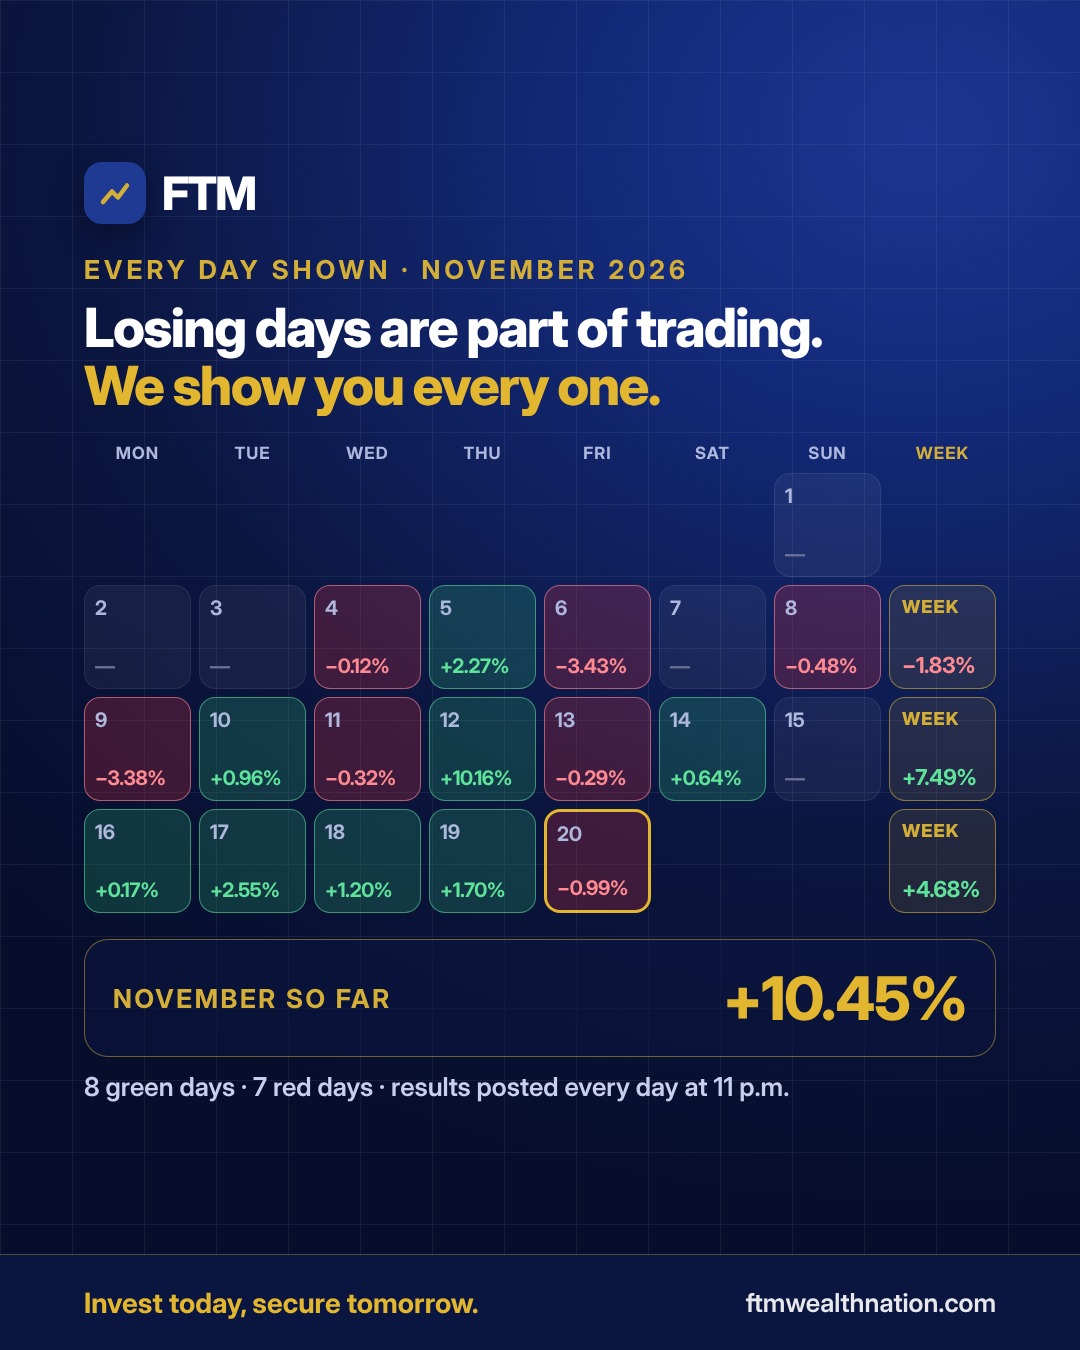 FTM
EVERY DAY SHOWN · NOVEMBER 2026
Losing days are part of trading.
We show you every one.
MON TUE WED THU FRI SAT SUN WEEK
1
—
2 3 4 5 6 7 8 WEEK
— — −0.12% +2.27% −3.43% — −0.48% −1.83%
9 10 11 12 13 14 15 WEEK
−3.38% +0.96% −0.32% +10.16% −0.29% +0.64% — +7.49%
16 17 18 19 20 WEEK
+0.17% +2.55% +1.20% +1.70% −0.99% +4.68%
NOVEMBER SO FAR +10.45%
8 green days · 7 red days · results posted every day at 11 p.m.
Invest today, secure tomorrow. ftmwealthnation.com